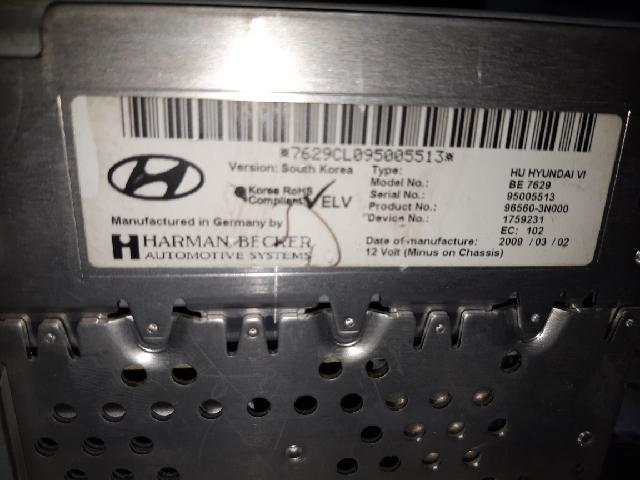 *7629CL095005513*
Version: South Korea
Korea RoHS
Compliant ELV
Manufactured in Germany by
HARMAN/BECKER
AUTOMOTIVE SYSTEMS
Type: HU HYUNDAI VI
Model No.: BE 7629
Serial No.: 95005513
Product No.: 96560-3N000
Device No.: 1759231
EC: 102
Date of manufacture: 2009 / 03 / 02
12 Volt (Minus on Chassis)